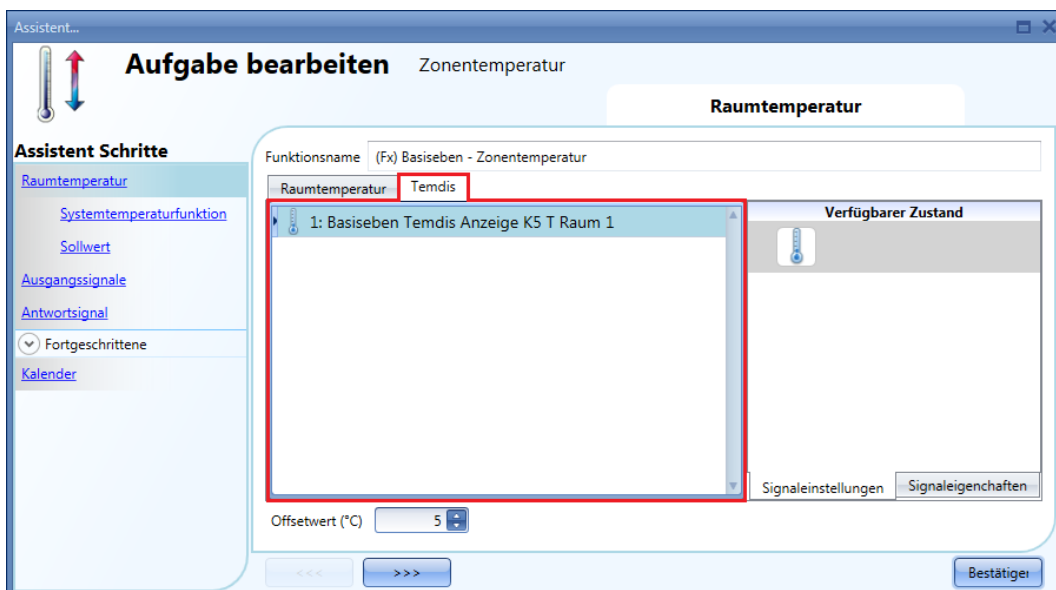 Assistent...
Aufgabe bearbeiten Zonentemperatur
Raumtemperatur
Assistent Schritte
Raumtemperatur
Systemtemperaturfunktion
Sollwert
Ausgangssignale
Antwortsignal
Fortgeschrittene
Kalender
Funktionsname (Fx) Basiseben - Zonentemperatur
Raumtemperatur Temdis
1: Basiseben Temdis Anzeige K5 T Raum 1
Verfügbarer Zustand
Signaleinstellungen Signaleigenchaften
Offsetwert (°C) 5
<<< >>>
Bestätiger